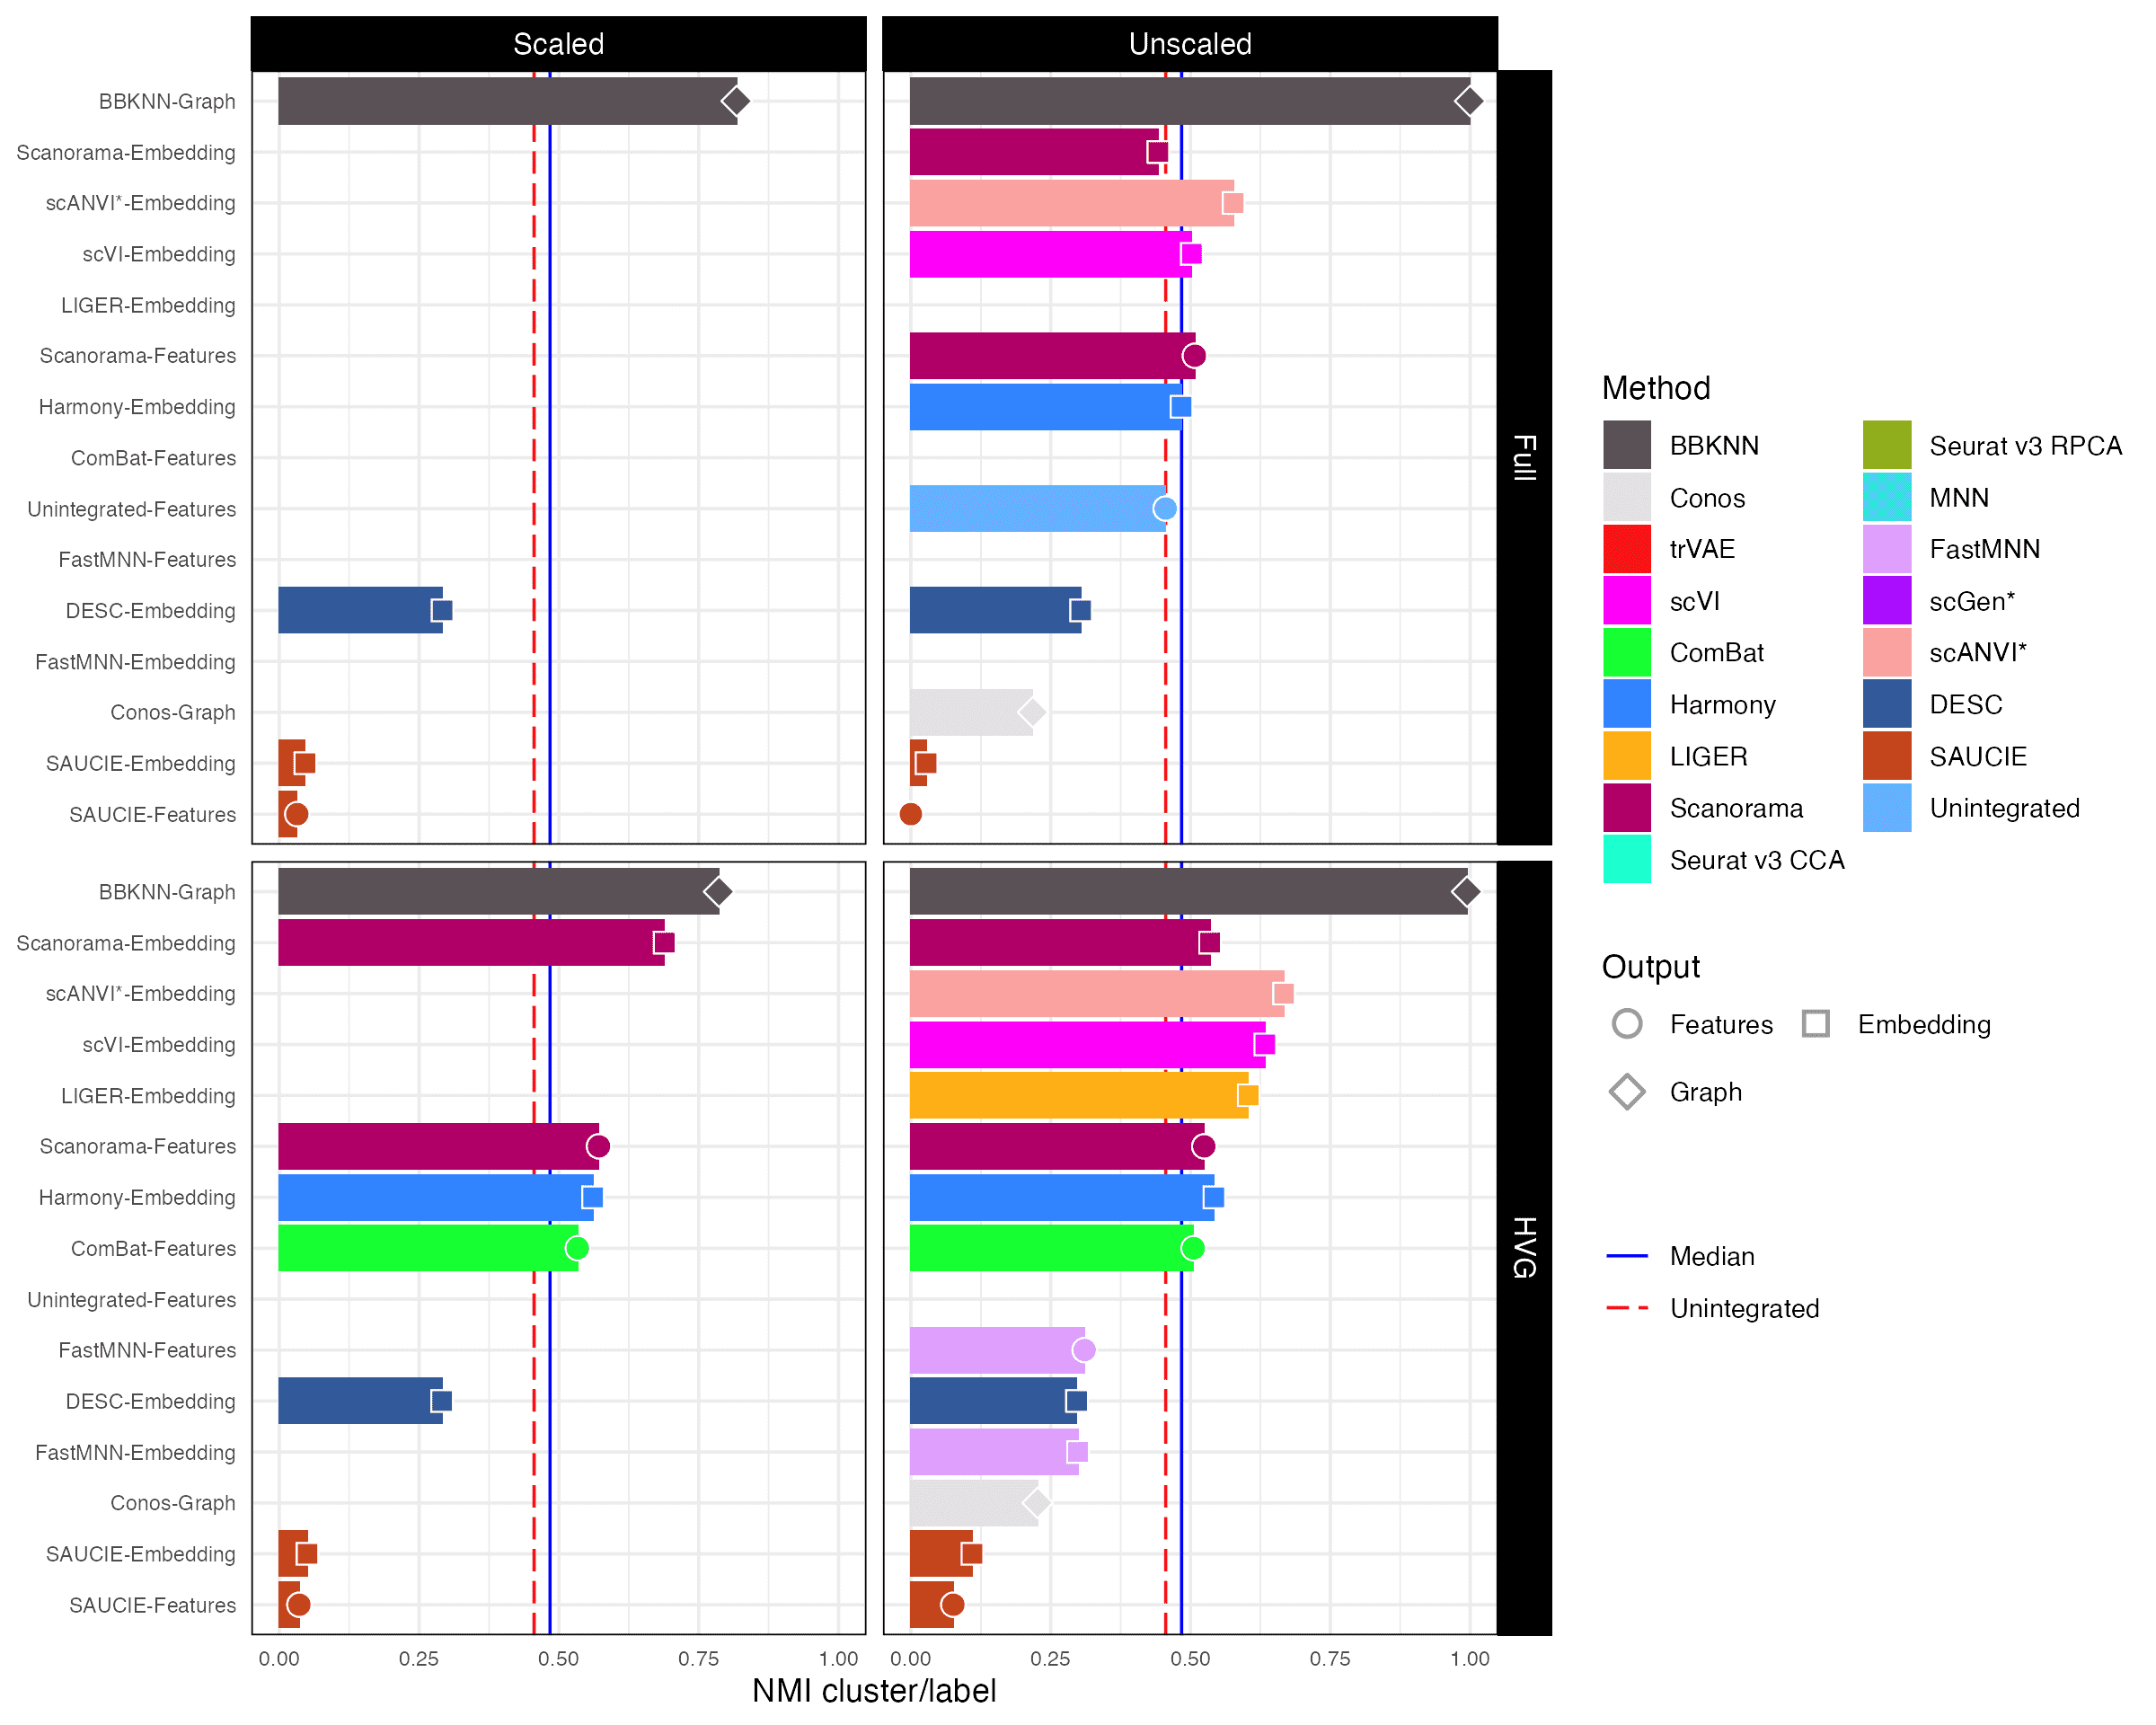 Scaled
Unscaled
BBKNN-Graph
Scanorama-Embedding
scANVI*-Embedding
scVI-Embedding
LIGER-Embedding
Scanorama-Features
Harmony-Embedding
ComBat-Features
Unintegrated-Features
FastMNN-Features
DESC-Embedding
FastMNN-Embedding
Conos-Graph
SAUCIE-Embedding
SAUCIE-Features
Full
BBKNN-Graph
Scanorama-Embedding
scANVI*-Embedding
scVI-Embedding
LIGER-Embedding
Scanorama-Features
Harmony-Embedding
ComBat-Features
Unintegrated-Features
FastMNN-Features
DESC-Embedding
FastMNN-Embedding
Conos-Graph
SAUCIE-Embedding
SAUCIE-Features
HVG
0.00 0.25 0.50 0.75 1.00
0.00 0.25 0.50 0.75 1.00
NMI cluster/label
Method
BBKNN
Conos
trVAE
scVI
ComBat
Harmony
LIGER
Scanorama
Seurat v3 CCA
Seurat v3 RPCA
MNN
FastMNN
scGen*
scANVI*
DESC
SAUCIE
Unintegrated
Output
Features
Embedding
Graph
Median
Unintegrated